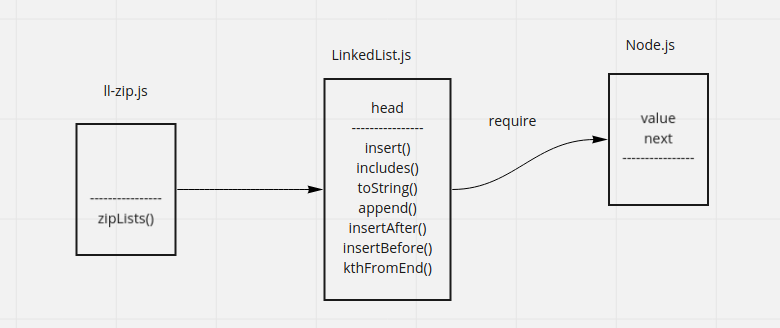 ll-zip.js
----------------
zipLists()
LinkedList.js
head
----------------
insert()
includes()
toString()
append()
insertAfter()
insertBefore()
kthFromEnd()
require
Node.js
value
next
----------------